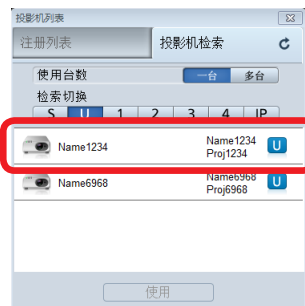 投影机列表
注册列表 投影机检索
使用台数 一台 多台
检索切换
S U 1 2 3 4 IP
Name1234 Name1234 U
Proj1234
Name6968 Name6968 U
Proj6968
使用